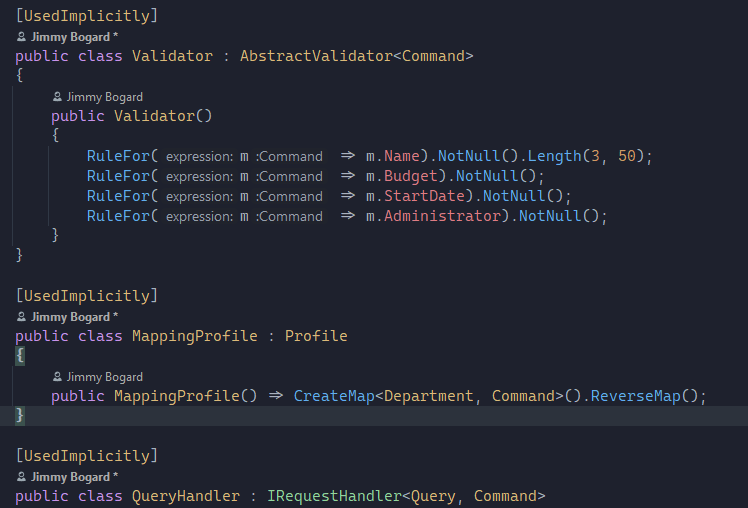 [UsedImplicitly]
Jimmy Bogard *
public class Validator : AbstractValidator<Command>
{
Jimmy Bogard
public Validator()
{
RuleFor( expression: m :Command => m.Name).NotNull().Length(3, 50);
RuleFor( expression: m :Command => m.Budget).NotNull();
RuleFor( expression: m :Command => m.StartDate).NotNull();
RuleFor( expression: m :Command => m.Administrator).NotNull();
}
}
[UsedImplicitly]
Jimmy Bogard *
public class MappingProfile : Profile
{
Jimmy Bogard
public MappingProfile() => CreateMap<Department, Command>().ReverseMap();
}
[UsedImplicitly]
Jimmy Bogard *
public class QueryHandler : IRequestHandler<Query, Command>